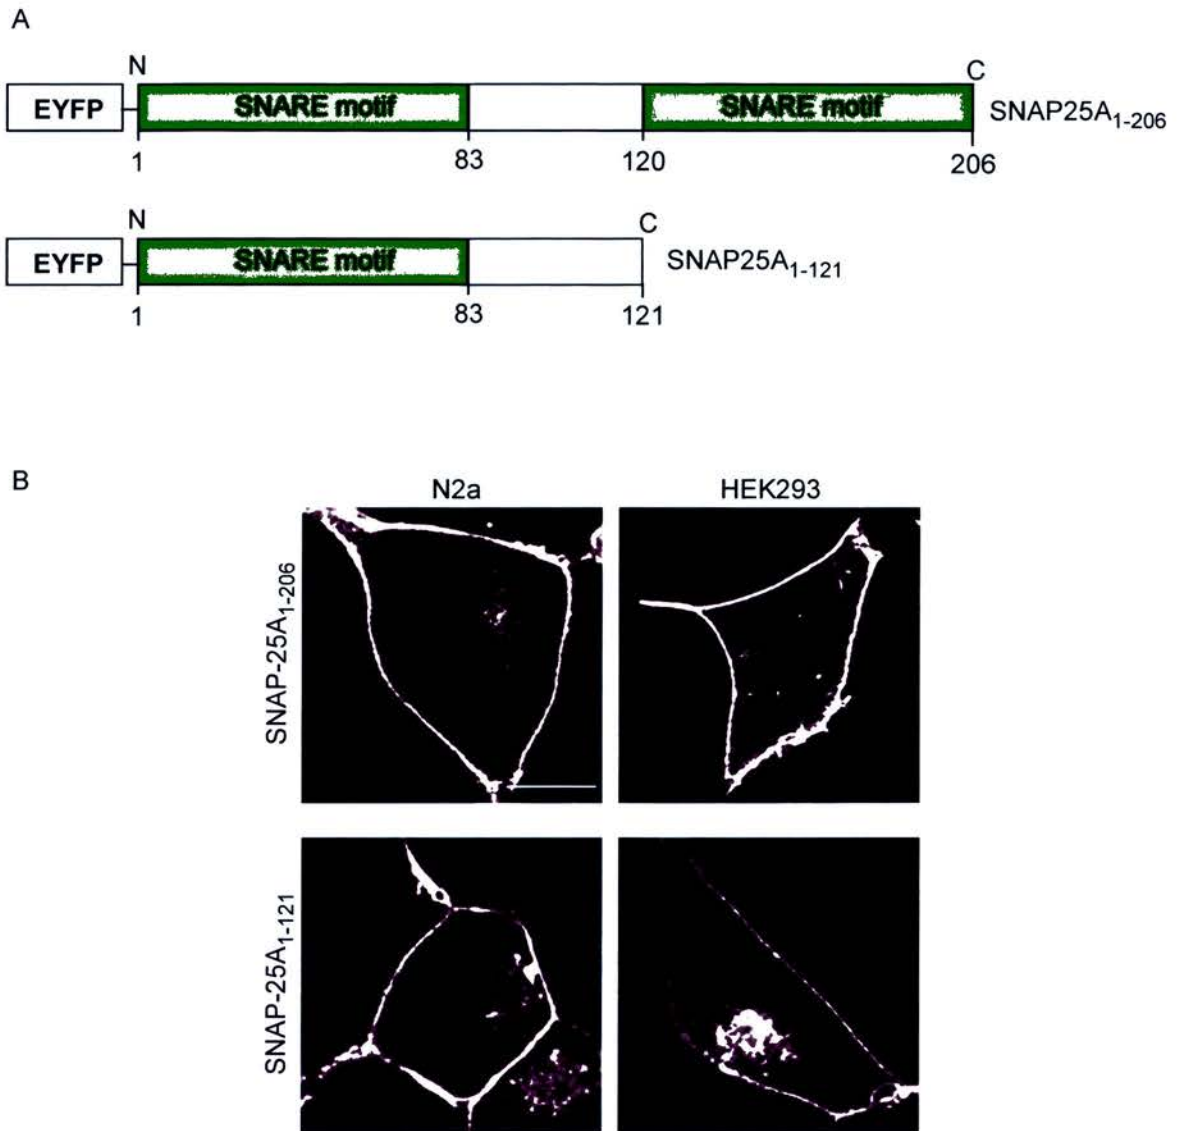 A
N C
EYFP SNARE motif SNARE motif SNAP25A1-206
1 83 120 206
N C
EYFP SNARE motif SNAP25A1-121
1 83 121
B
N2a HEK293
SNAP-25A1-206
SNAP-25A1-121